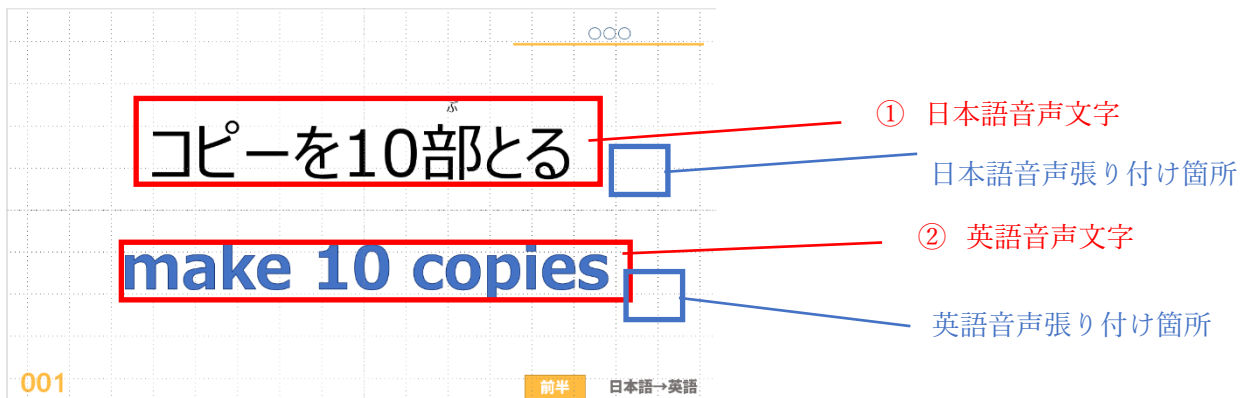 ○○○
ぶ
コピーを10部とる
① 日本語音声文字
日本語音声張り付け箇所
make 10 copies
② 英語音声文字
英語音声張り付け箇所
001
前半 日本語→英語